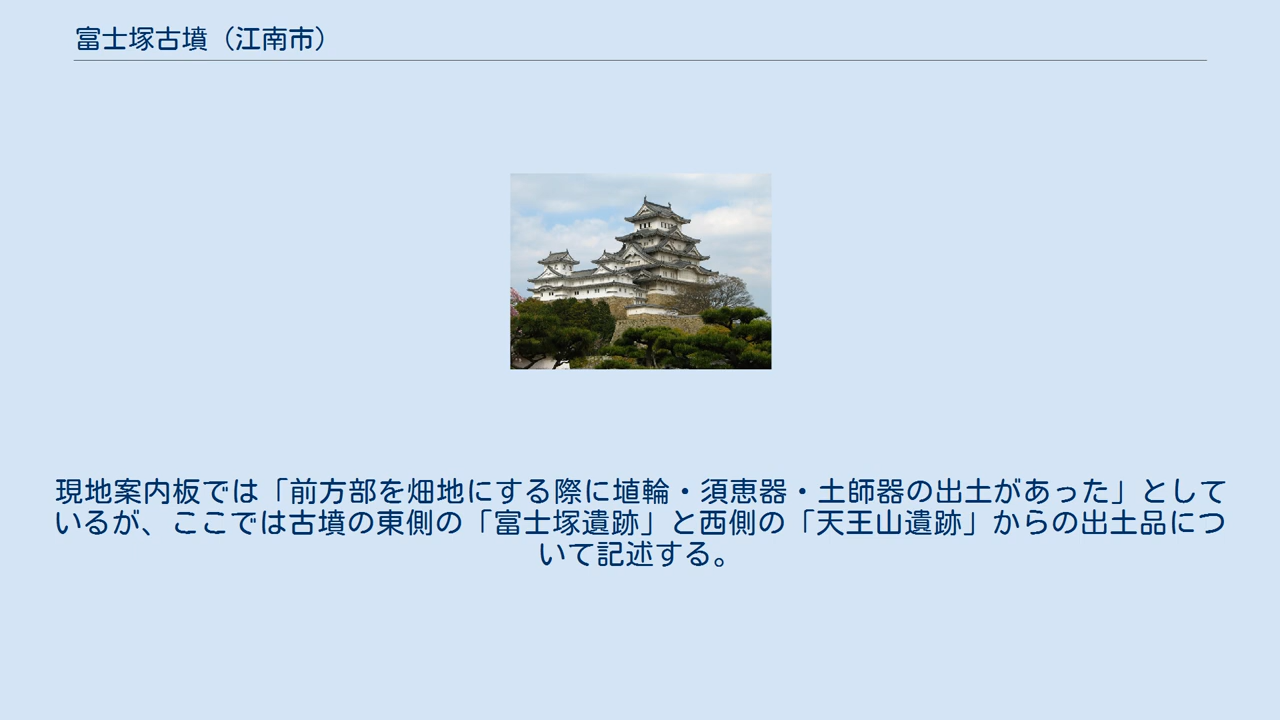 富士塚古墳（江南市）
現地案内板では「前方部を畑地にする際に埴輪・須恵器・土師器の出土があった」として
いるが、ここでは古墳の東側の「富士塚遺跡」と西側の「天王山遺跡」からの出土品につ
いて記述する。